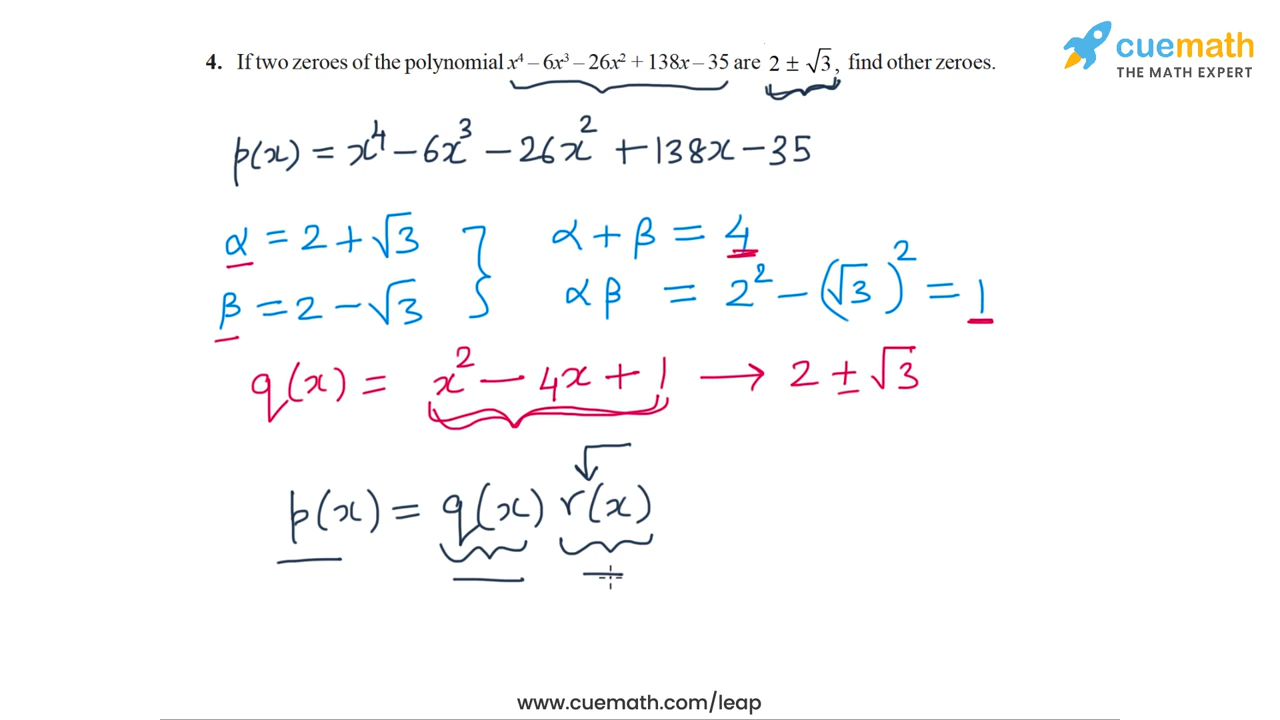 cuemath
THE MATH EXPERT
4. If two zeroes of the polynomial x⁴ – 6x³ – 26x² + 138x – 35 are 2 ± √3, find other zeroes.
p(x) = x⁴ – 6x³ – 26x² + 138x – 35
α = 2 + √3 } α + β = 4
β = 2 – √3 αβ = 2² – (√3)² = 1
q(x) = x² – 4x + 1 → 2 ± √3
p(x) = q(x) r(x)
www.cuemath.com/leap